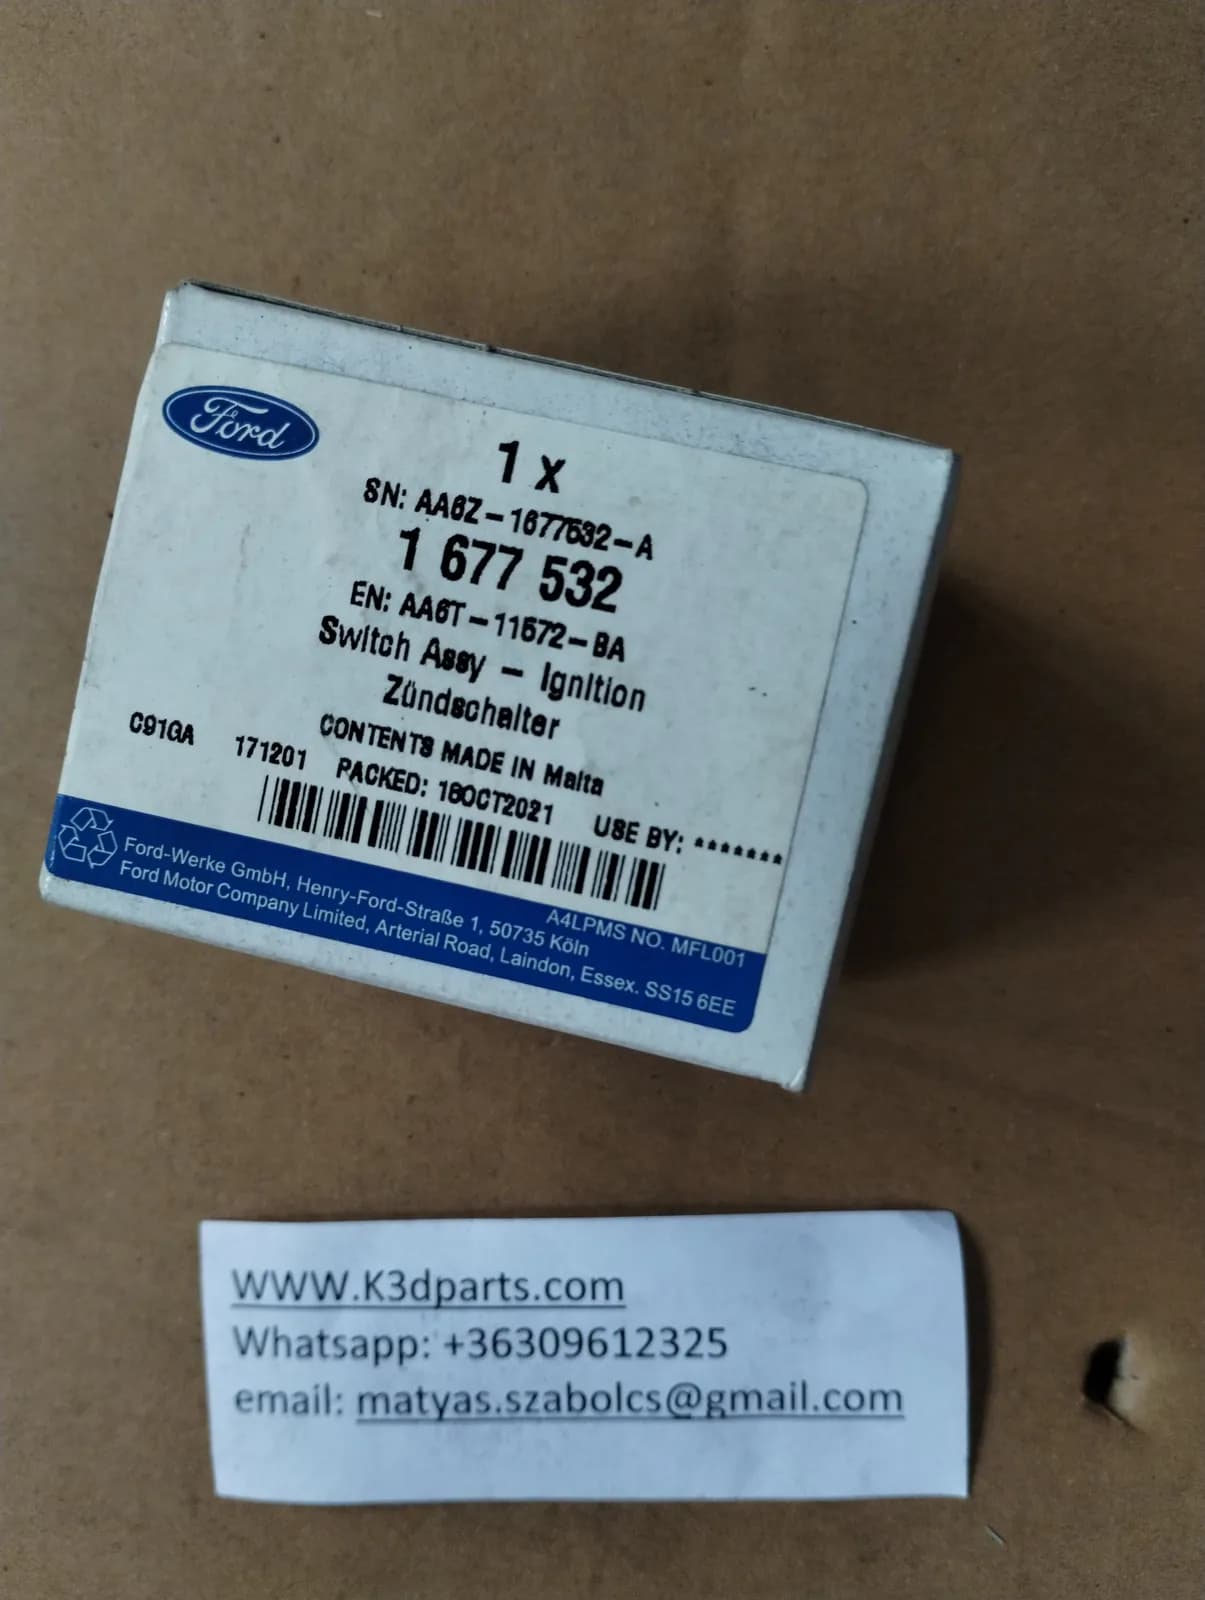 Ford
1 x
SN: AA6Z-1677532-A
1 677 532
EN: AA6T-11572-BA
Switch Assy - Ignition
Zündschalter
CONTENTS MADE IN Malta
C91GA 171201 PACKED: 18OCT2021 USE BY: *******
A4LPMS NO. MFL001
Ford-Werke GmbH, Henry-Ford-Straße 1, 50735 Köln
Ford Motor Company Limited, Arterial Road, Laindon, Essex. SS15 6EE
WWW.K3dparts.com
Whatsapp: +36309612325
email: matyas.szabolcs@gmail.com